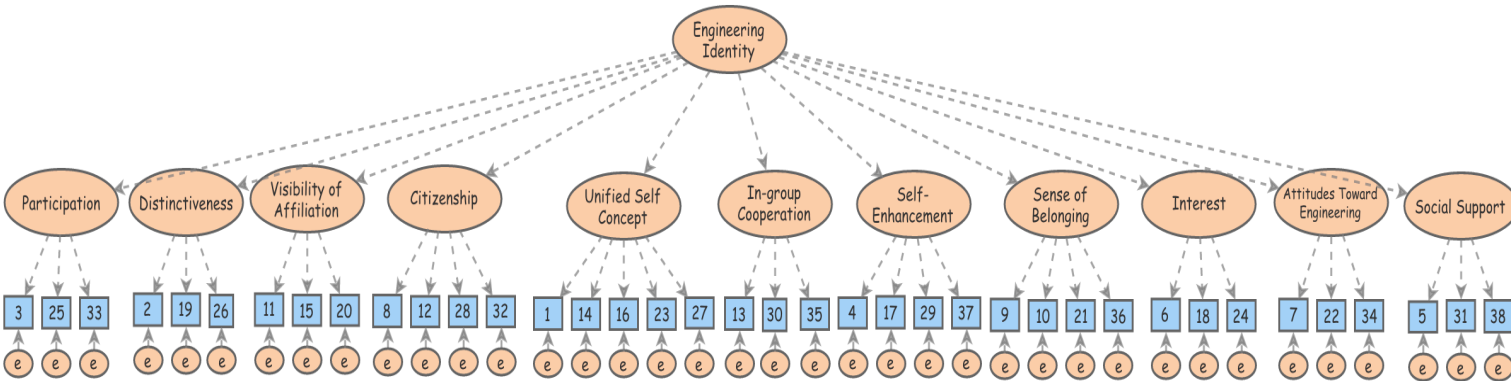 Engineering
Identity
Participation
Distinctiveness
Visibility of
Affiliation
Citizenship
Unified Self
Concept
In-group
Cooperation
Self-
Enhancement
Sense of
Belonging
Interest
Attitudes Toward
Engineering
Social Support
3 25 33 2 19 26 11 15 20 8 12 28 32 1 14 16 23 27 13 30 35 4 17 29 37 9 10 21 36 6 18 24 7 22 34 5 31 38
e e e e e e e e e e e e e e e e e e e e e e e e e e e e e e e e e e e e e e